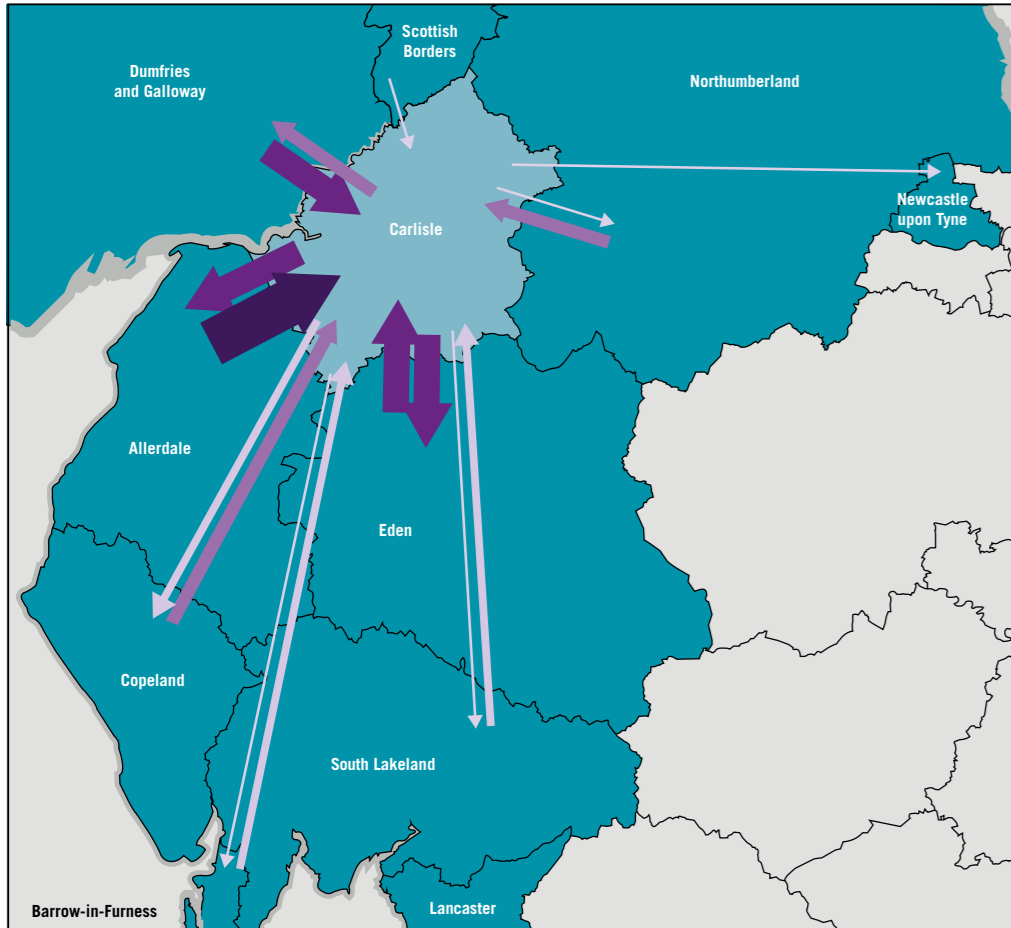 Scottish
Borders
Dumfries
and Galloway
Northumberland
Newcastle
upon Tyne
Carlisle
Allerdale
Eden
Copeland
South Lakeland
Barrow-in-Furness
Lancaster